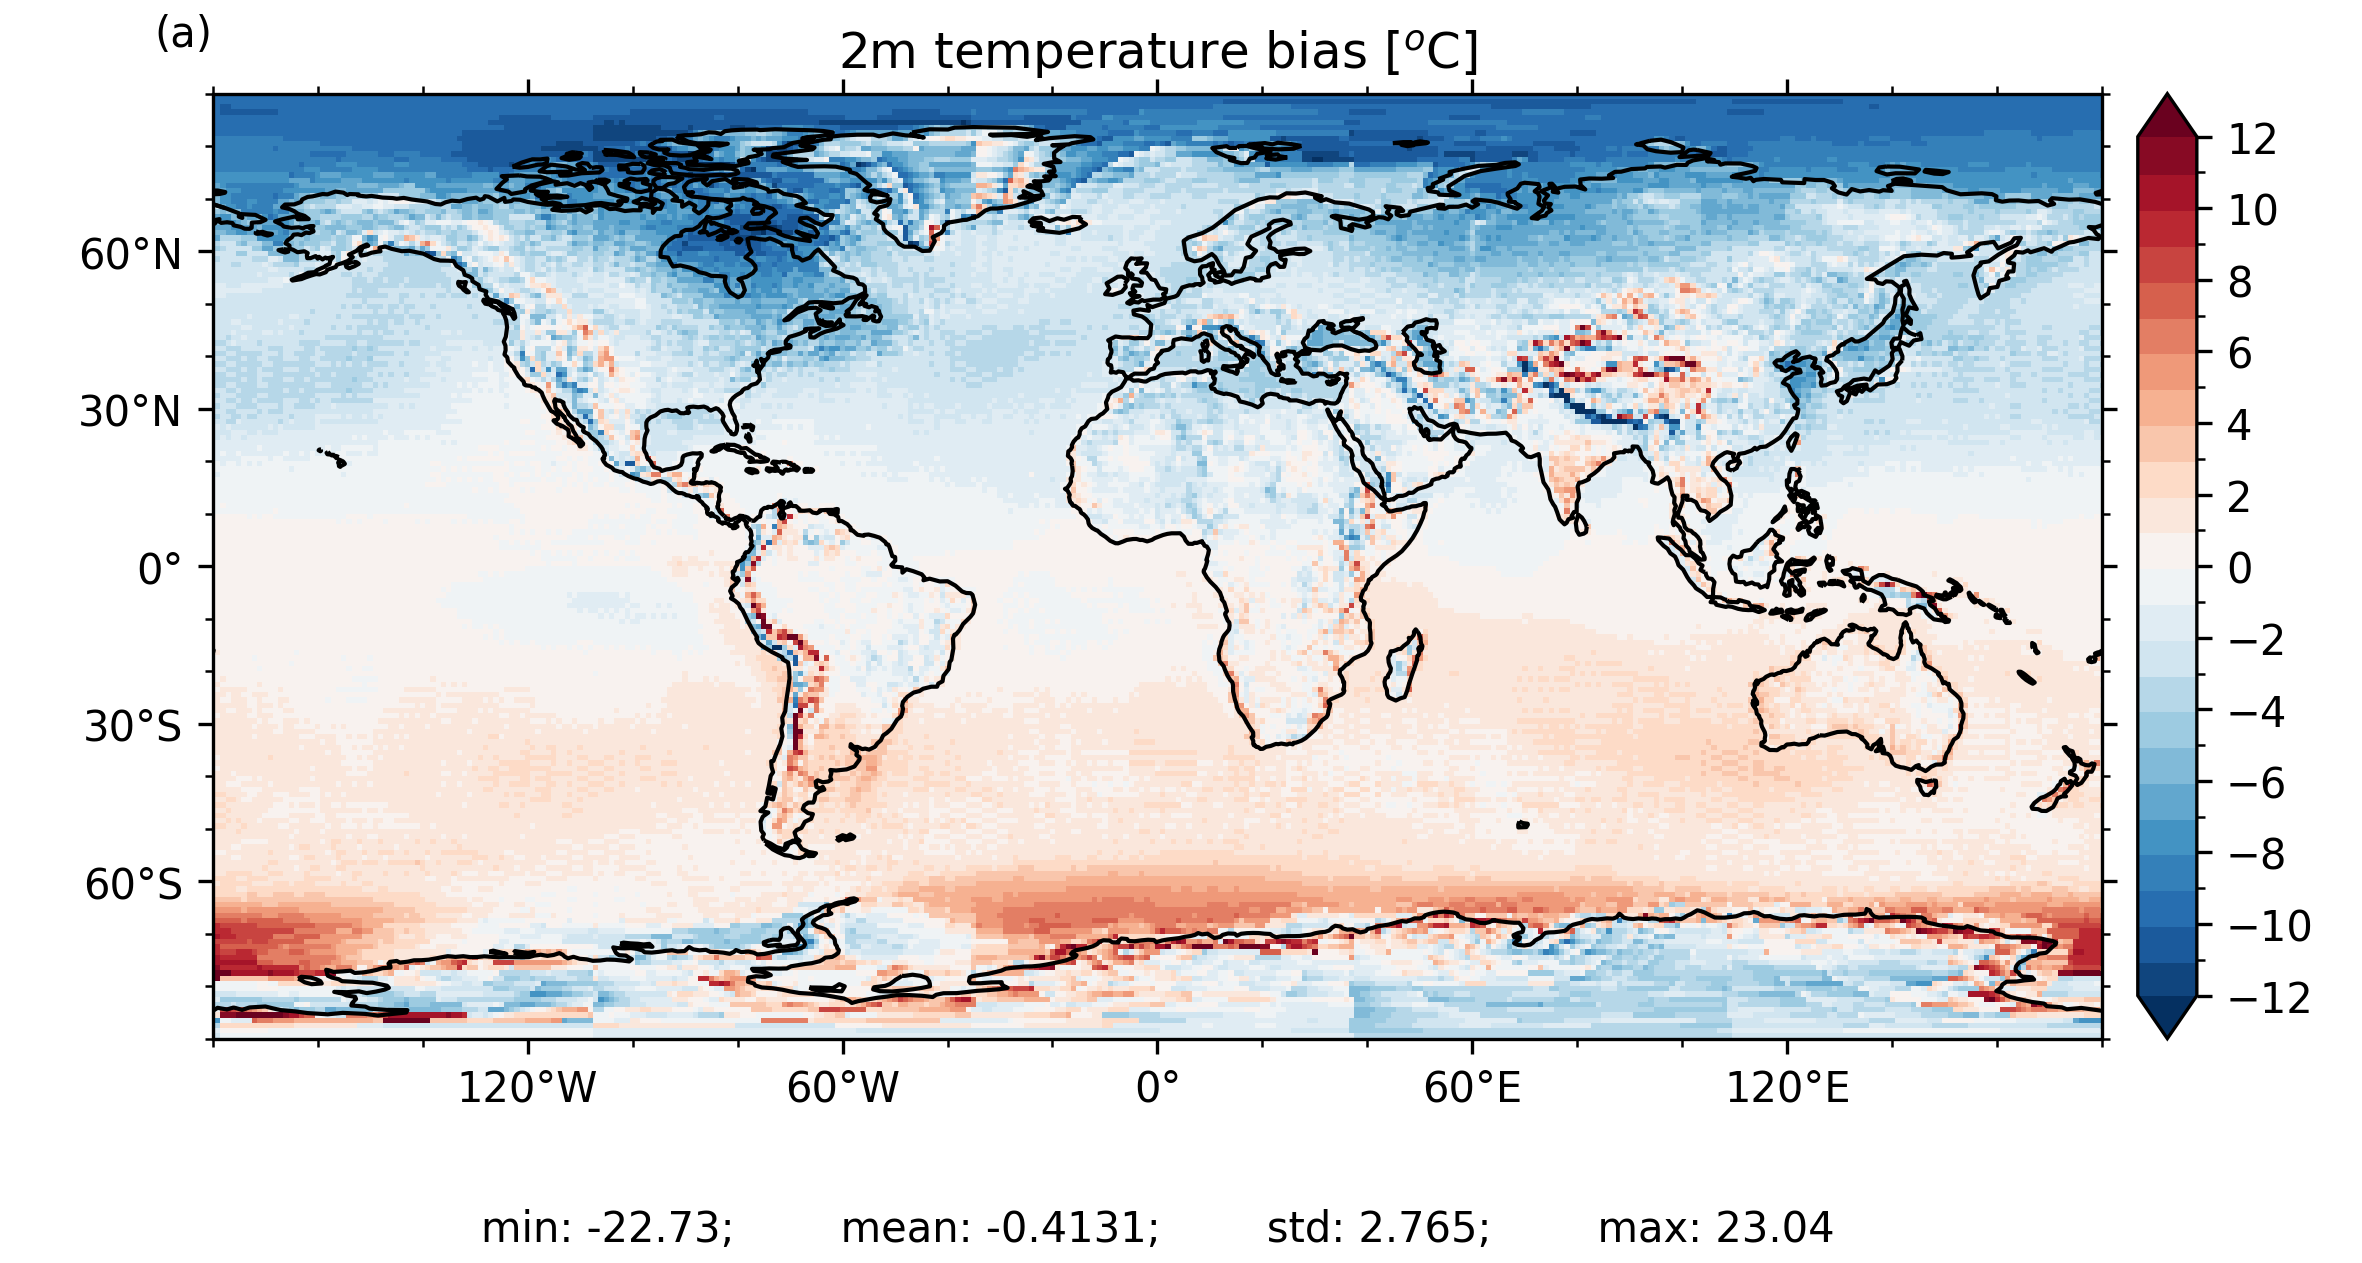 (a)
2m temperature bias [°C]
60°N
30°N
0°
30°S
60°S
120°W 60°W 0° 60°E 120°E
12
10
8
6
4
2
0
−2
−4
−6
−8
−10
−12
min: -22.73; mean: -0.4131; std: 2.765; max: 23.04